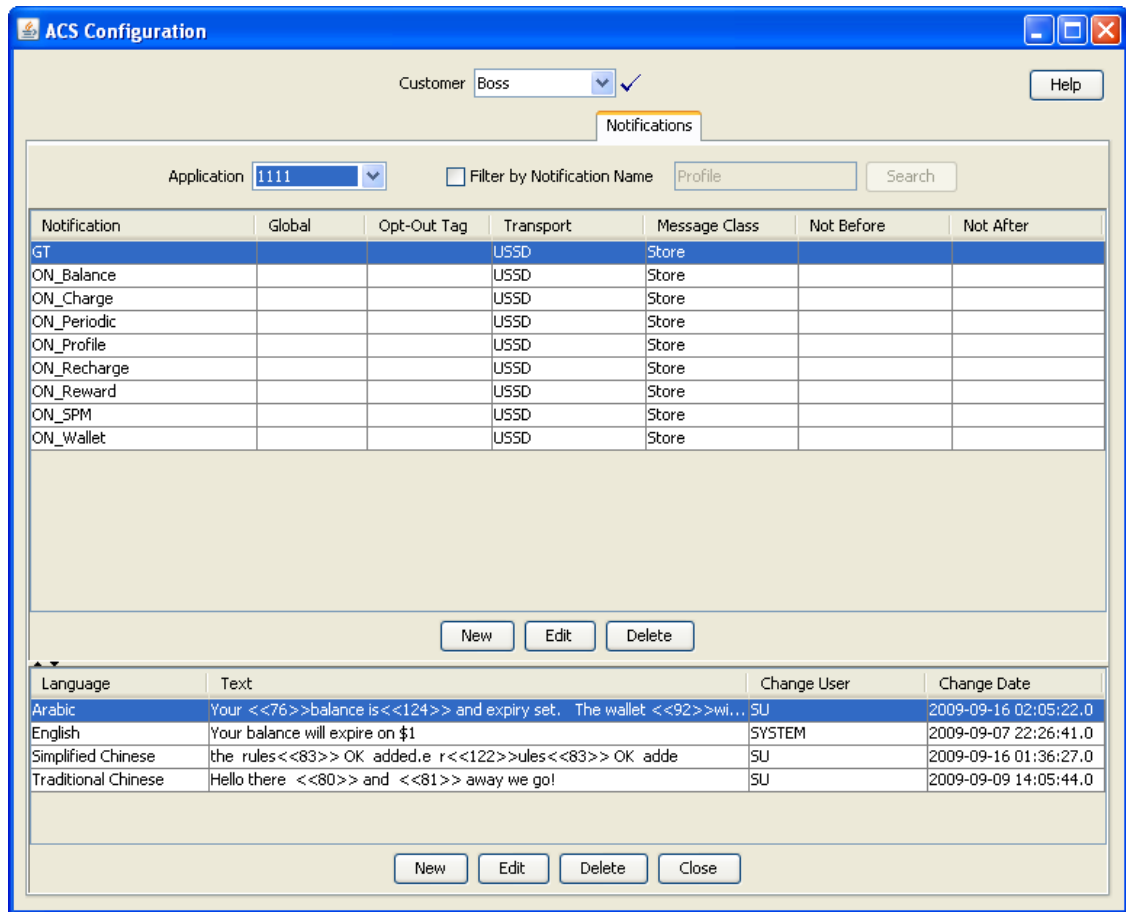 ACS Configuration
Customer Boss Help
Notifications
Application 1111 Filter by Notification Name Profile Search
Notification Global Opt-Out Tag Transport Message Class Not Before Not After
GT USSD Store
ON_Balance USSD Store
ON_Charge USSD Store
ON_Periodic USSD Store
ON_Profile USSD Store
ON_Recharge USSD Store
ON_Reward USSD Store
ON_SPM USSD Store
ON_Wallet USSD Store
New Edit Delete
Language Text Change User Change Date
Arabic Your <<76>>balance is<<124>> and expiry set. The wallet <<92>>wi... SU 2009-09-16 02:05:22.0
English Your balance will expire on $1 SYSTEM 2009-09-07 22:26:41.0
Simplified Chinese the rules<<83>> OK added.e r<<122>>ules<<83>> OK adde SU 2009-09-16 01:36:27.0
Traditional Chinese Hello there <<80>> and <<81>> away we go! SU 2009-09-09 14:05:44.0
New Edit Delete Close